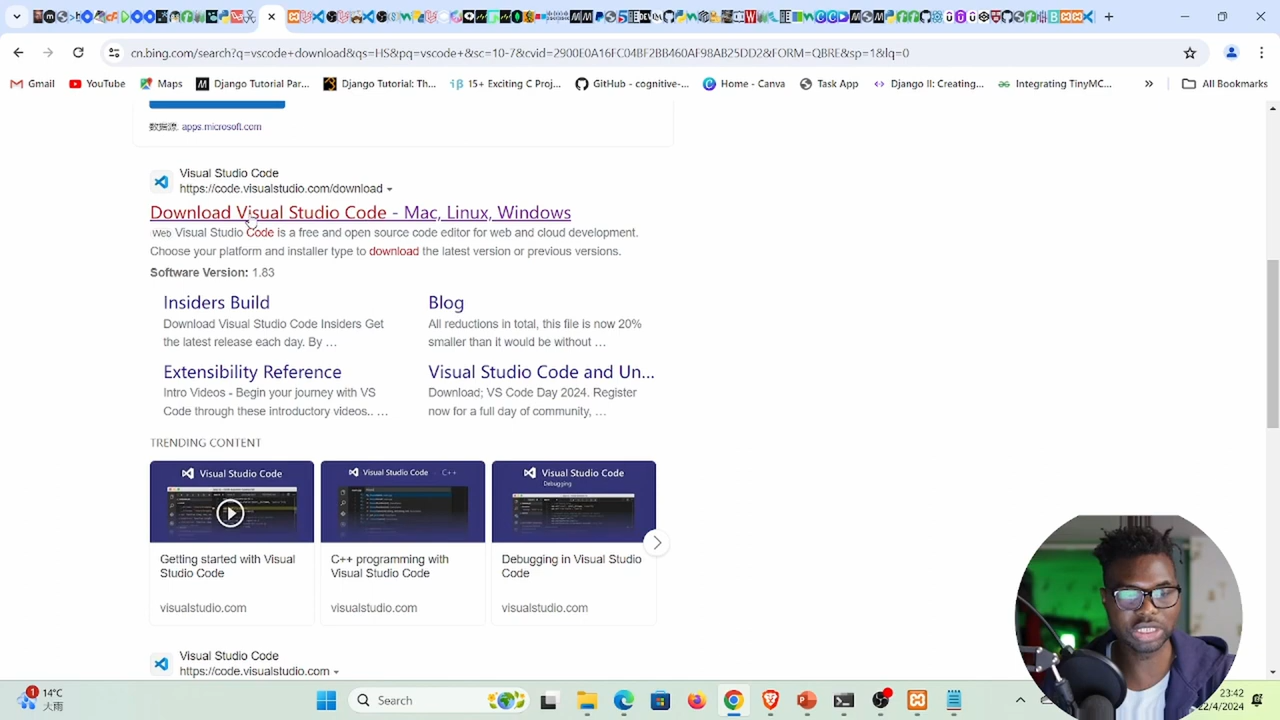 cn.bing.com/search?q=vscode+download&qs=HS&pq=vscode+&sc=10-7&cvid=2900E0A16FC04BF2BB460AF98AB25DD2&FORM=QBRE&sp=1&lq=0
Gmail YouTube Maps Django Tutorial Par... Django Tutorial: Th... 15+ Exciting C Proj... GitHub - cognitive-... Home - Canva Task App Django II: Creating... Integrating TinyMC... » All Bookmarks
数据源. apps.microsoft.com
Visual Studio Code
https://code.visualstudio.com/download
Download Visual Studio Code - Mac, Linux, Windows
Web Visual Studio Code is a free and open source code editor for web and cloud development.
Choose your platform and installer type to download the latest version or previous versions.
Software Version: 1.83
Insiders Build
Download Visual Studio Code Insiders Get
the latest release each day. By ...
Blog
All reductions in total, this file is now 20%
smaller than it would be without ...
Extensibility Reference
Intro Videos - Begin your journey with VS
Code through these introductory videos.. ...
Visual Studio Code and Un...
Download; VS Code Day 2024. Register
now for a full day of community, ...
TRENDING CONTENT
Visual Studio Code
Getting started with Visual
Studio Code
visualstudio.com
Visual Studio Code C++
C++ programming with
Visual Studio Code
visualstudio.com
Visual Studio Code
Debugging
Debugging in Visual Studio
Code
visualstudio.com
Visual Studio Code
https://code.visualstudio.com
1
14°C
大雨
Search
23:42
22/4/2024